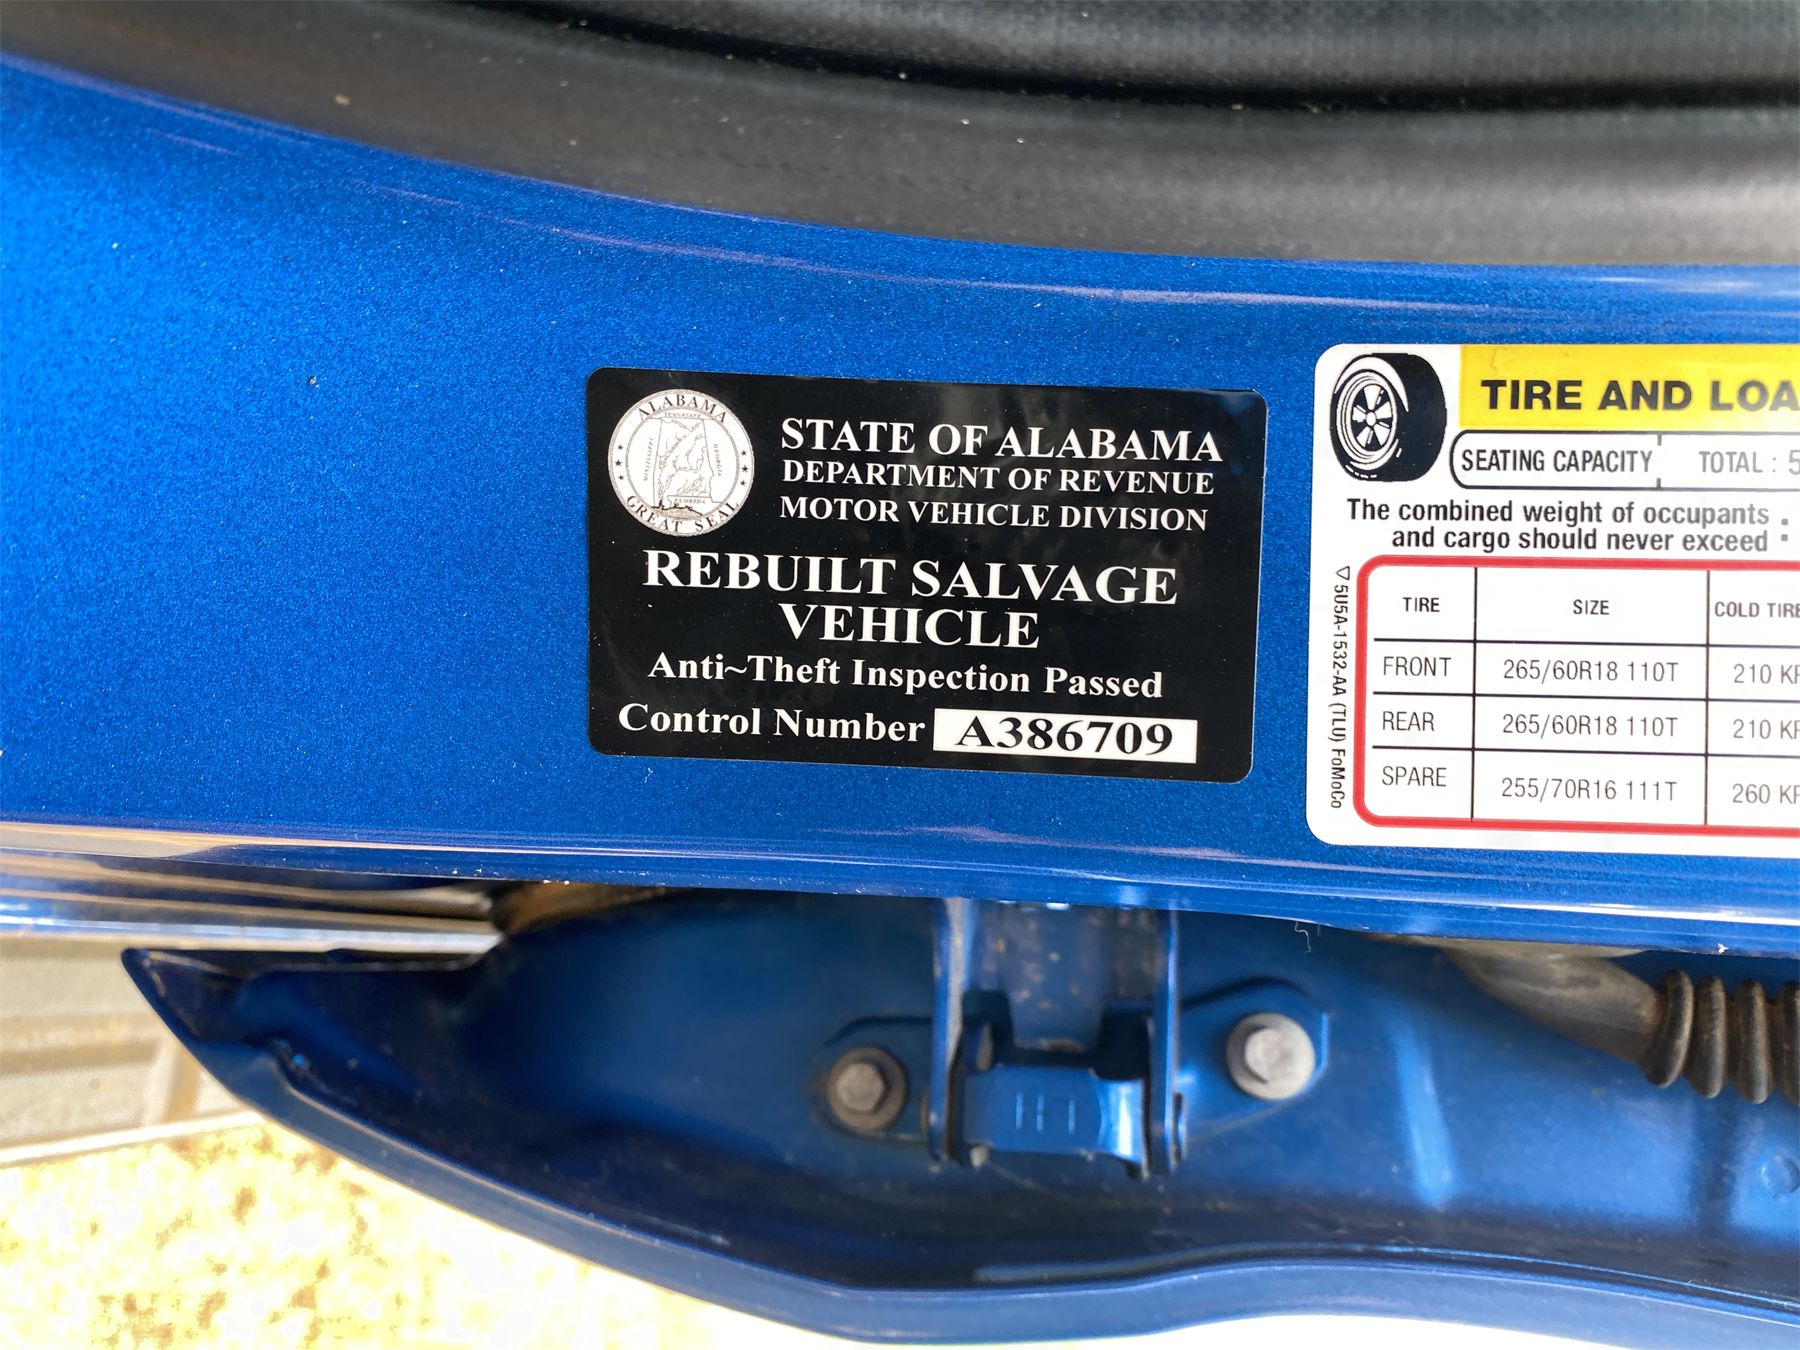 ALABAMA
GREAT SEAL
STATE OF ALABAMA
DEPARTMENT OF REVENUE
MOTOR VEHICLE DIVISION
REBUILT SALVAGE
VEHICLE
Anti~Theft Inspection Passed
Control Number A386709
TIRE AND LOA
SEATING CAPACITY TOTAL : 5
The combined weight of occupants :
and cargo should never exceed :
TIRE SIZE COLD TIRE
FRONT 265/60R18 110T 210 KP
REAR 265/60R18 110T 210 KP
SPARE 255/70R16 111T 260 KP
5U5A-1532-AA (TLU) FoMoCo
LH